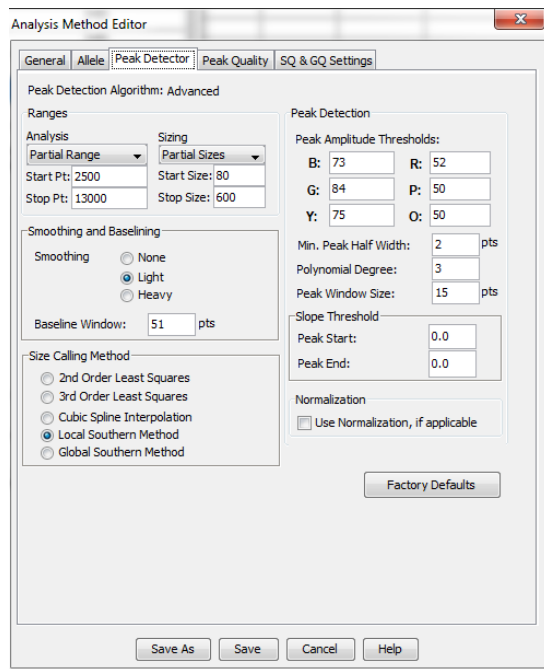 Analysis Method Editor
General Allele Peak Detector Peak Quality SQ & GQ Settings
Peak Detection Algorithm: Advanced
Ranges
Analysis Sizing
Partial Range Partial Sizes
Start Pt: 2500 Start Size: 80
Stop Pt: 13000 Stop Size: 600
Smoothing and Baselining
Smoothing None
Light
Heavy
Baseline Window: 51 pts
Size Calling Method
2nd Order Least Squares
3rd Order Least Squares
Cubic Spline Interpolation
Local Southern Method
Global Southern Method
Peak Detection
Peak Amplitude Thresholds:
B: 73 R: 52
G: 84 P: 50
Y: 75 O: 50
Min. Peak Half Width: 2 pts
Polynomial Degree: 3
Peak Window Size: 15 pts
Slope Threshold
Peak Start: 0.0
Peak End: 0.0
Normalization
Use Normalization, if applicable
Factory Defaults
Save As Save Cancel Help